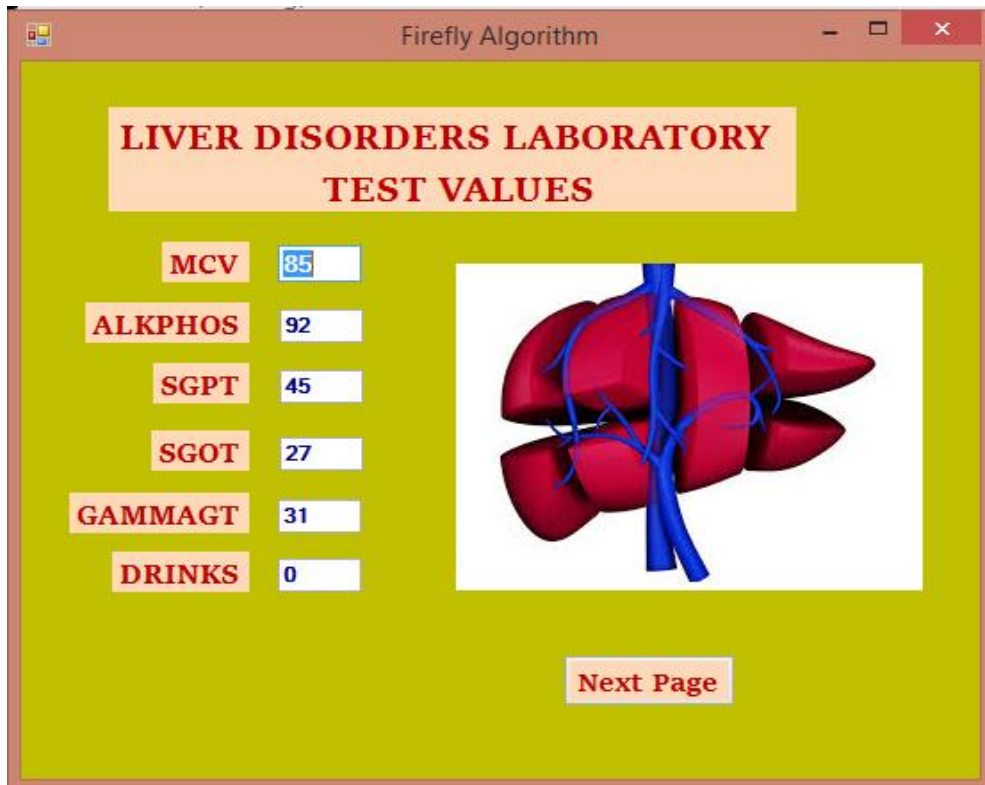 Firefly Algorithm
LIVER DISORDERS LABORATORY
TEST VALUES
MCV 85
ALKPHOS 92
SGPT 45
SGOT 27
GAMMAGT 31
DRINKS 0
Next Page